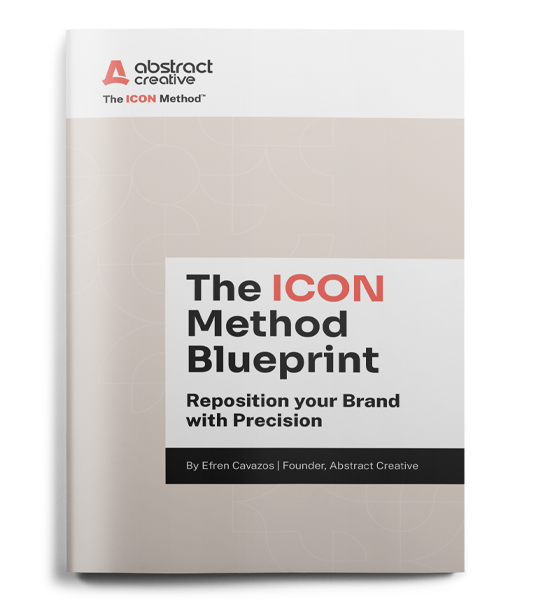 abstract
creative
The ICON Method™
The ICON
Method
Blueprint
Reposition your Brand
with Precision
By Efren Cavazos | Founder, Abstract Creative